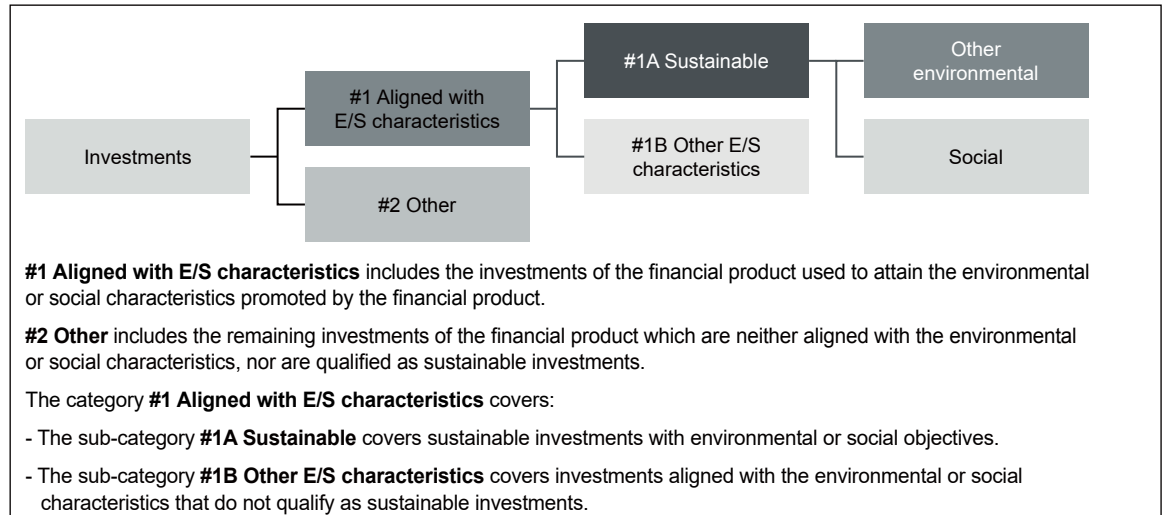 #1A Sustainable
Other
environmental
#1 Aligned with
E/S characteristics
Investments
#1B Other E/S
characteristics
Social
#2 Other
#1 Aligned with E/S characteristics includes the investments of the financial product used to attain the environmental
or social characteristics promoted by the financial product.
#2 Other includes the remaining investments of the financial product which are neither aligned with the environmental
or social characteristics, nor are qualified as sustainable investments.
The category #1 Aligned with E/S characteristics covers:
- The sub-category #1A Sustainable covers sustainable investments with environmental or social objectives.
- The sub-category #1B Other E/S characteristics covers investments aligned with the environmental or social
characteristics that do not qualify as sustainable investments.